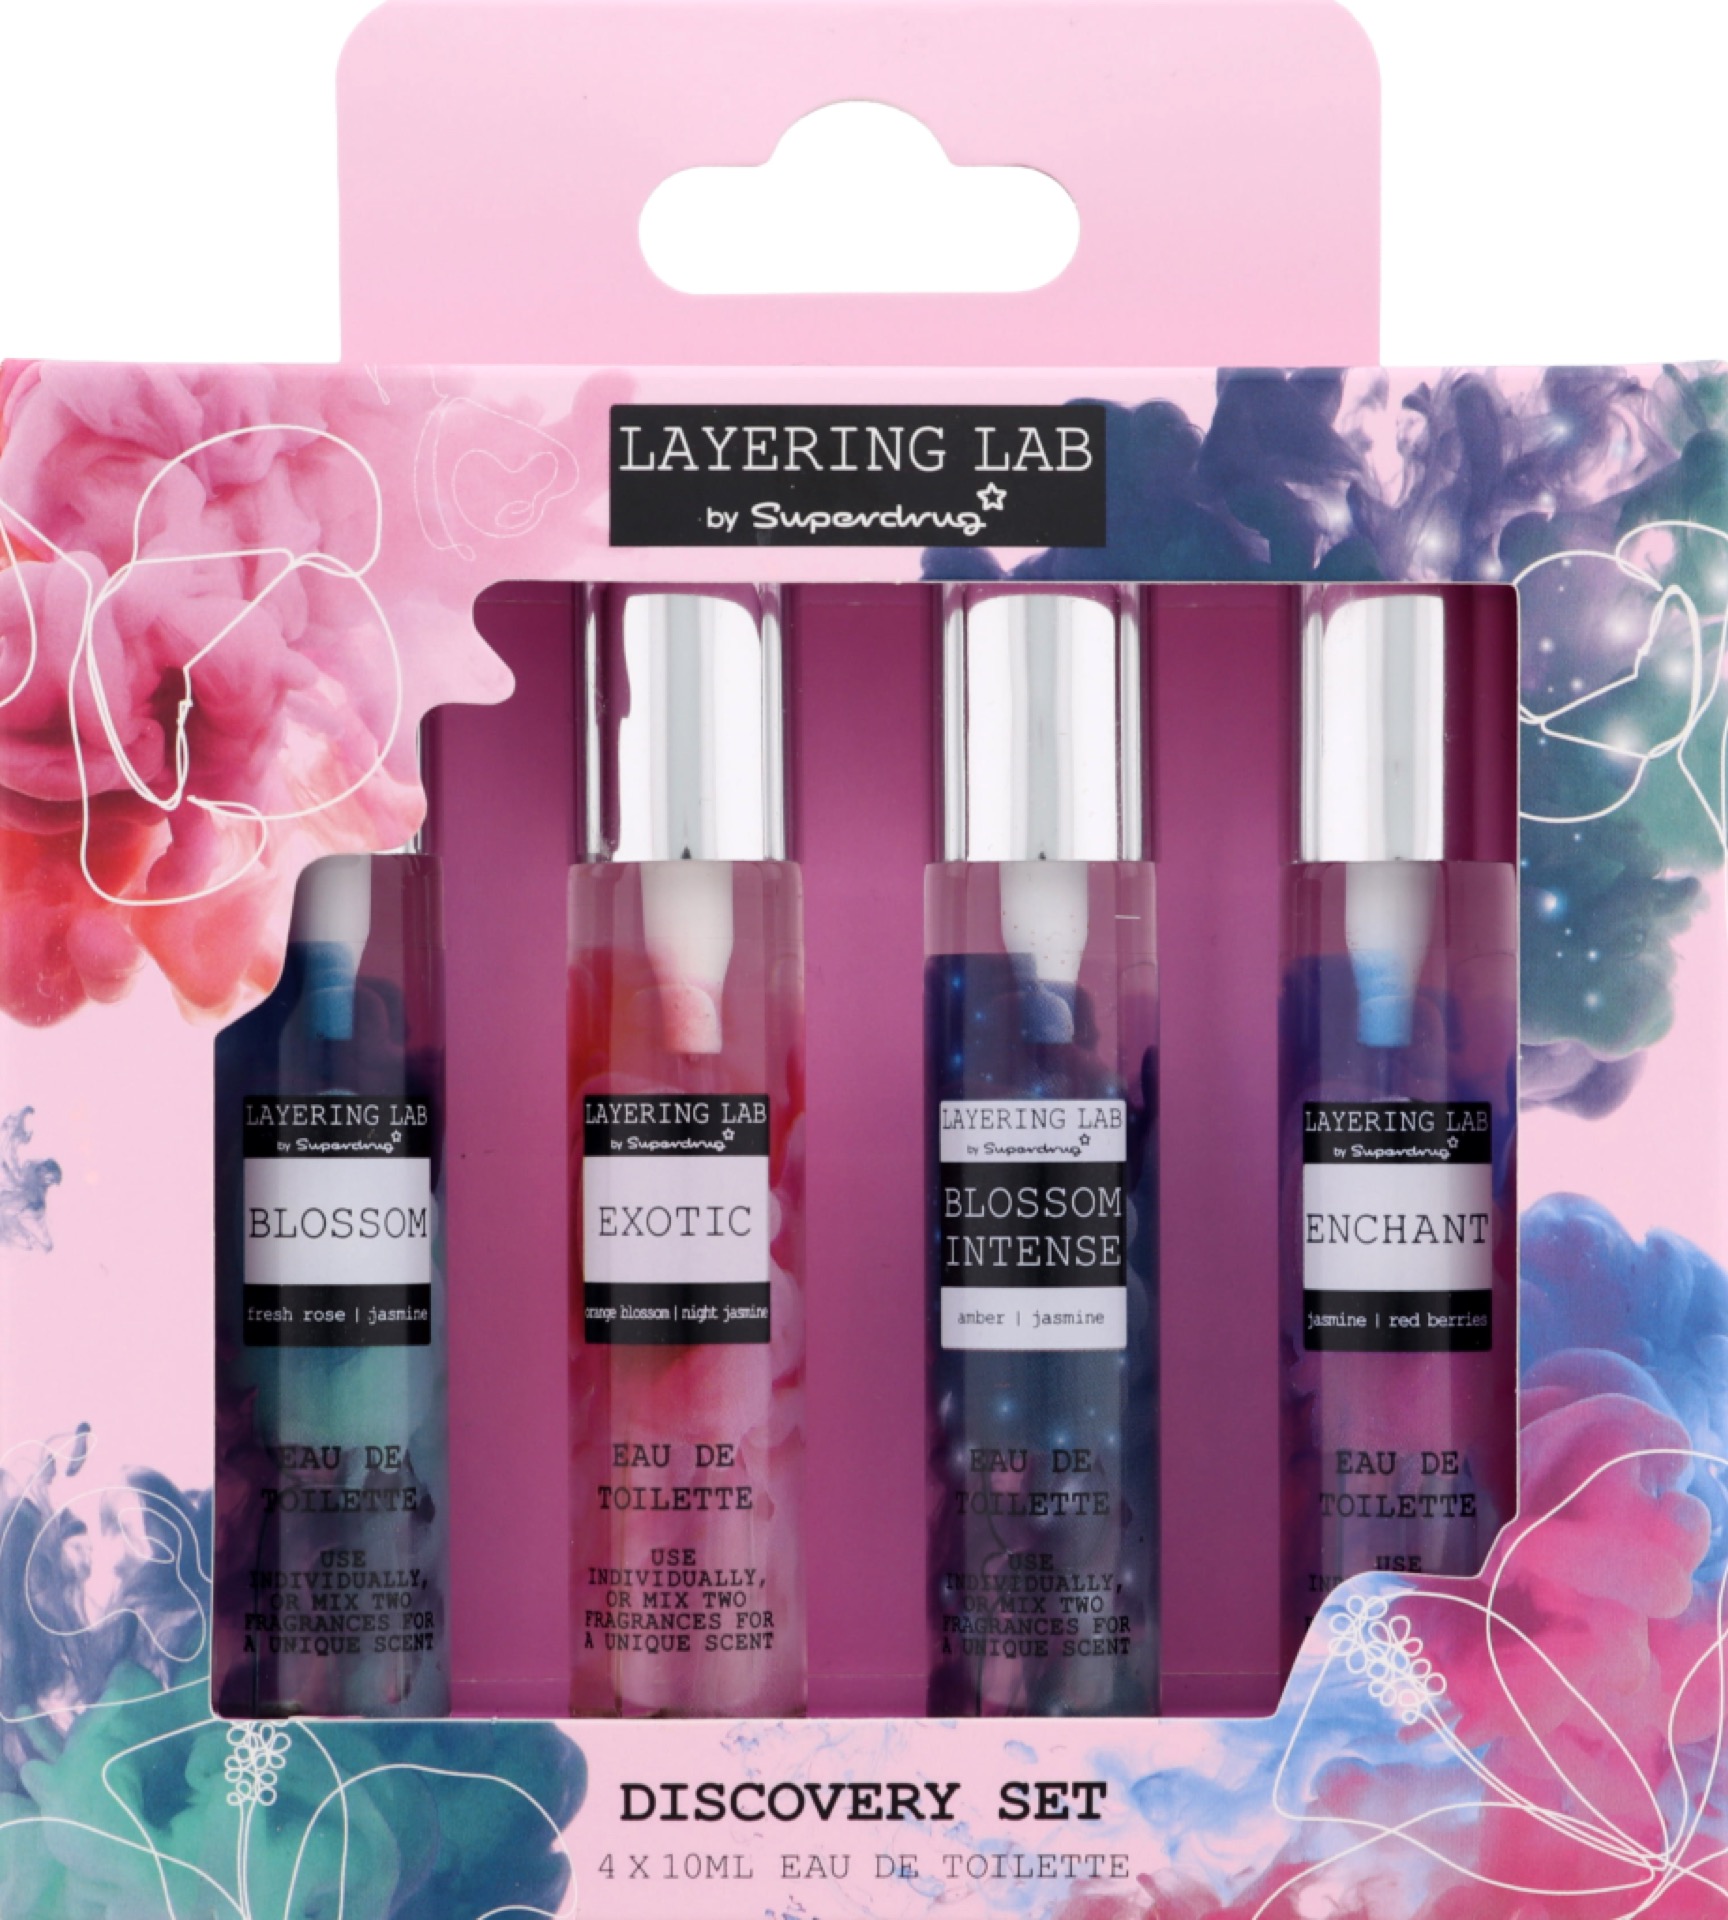 LAYERING LAB
by Superdrug
LAYERING LAB
by Superdrug
BLOSSOM
fresh rose | jasmine
EAU DE
TOILETTE
USE
INDIVIDUALLY,
OR MIX TWO
FRAGRANCES FOR
A UNIQUE SCENT
LAYERING LAB
by Superdrug
EXOTIC
orange blossom | night jasmine
EAU DE
TOILETTE
USE
INDIVIDUALLY,
OR MIX TWO
FRAGRANCES FOR
A UNIQUE SCENT
LAYERING LAB
by Superdrug
BLOSSOM
INTENSE
amber | jasmine
EAU DE
TOILETTE
USE
INDIVIDUALLY,
OR MIX TWO
FRAGRANCES FOR
A UNIQUE SCENT
LAYERING LAB
by Superdrug
ENCHANT
jasmine | red berries
EAU DE
TOILETTE
USE
DISCOVERY SET
4 X 10ML EAU DE TOILETTE